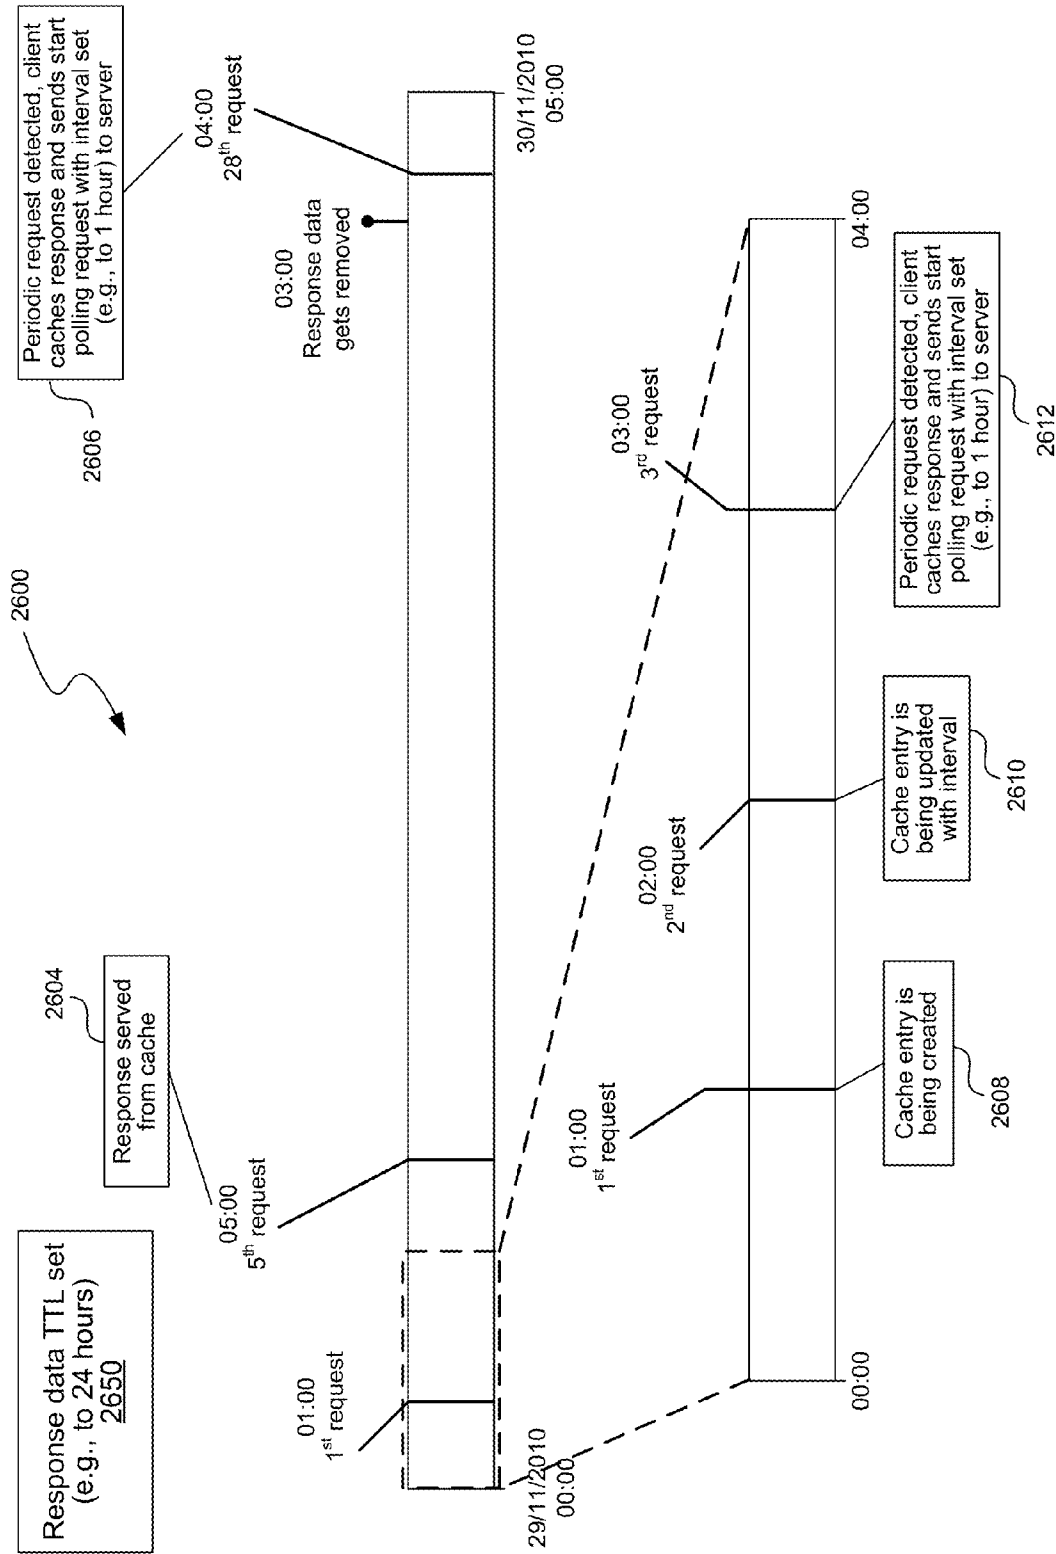 2600
Response data TTL set
(e.g., to 24 hours)
2650
2604
Response served
from cache
2606
Periodic request detected, client
caches response and sends start
polling request with interval set
(e.g., to 1 hour) to server
01:00
1st request
05:00
5th request
03:00
Response data
gets removed
04:00
28th request
29/11/2010
00:00
30/11/2010
05:00
01:00
1st request
02:00
2nd request
03:00
3rd request
00:00
04:00
Cache entry is
being created
2608
Cache entry is
being updated
with interval
2610
Periodic request detected, client
caches response and sends start
polling request with interval set
(e.g., to 1 hour) to server
2612